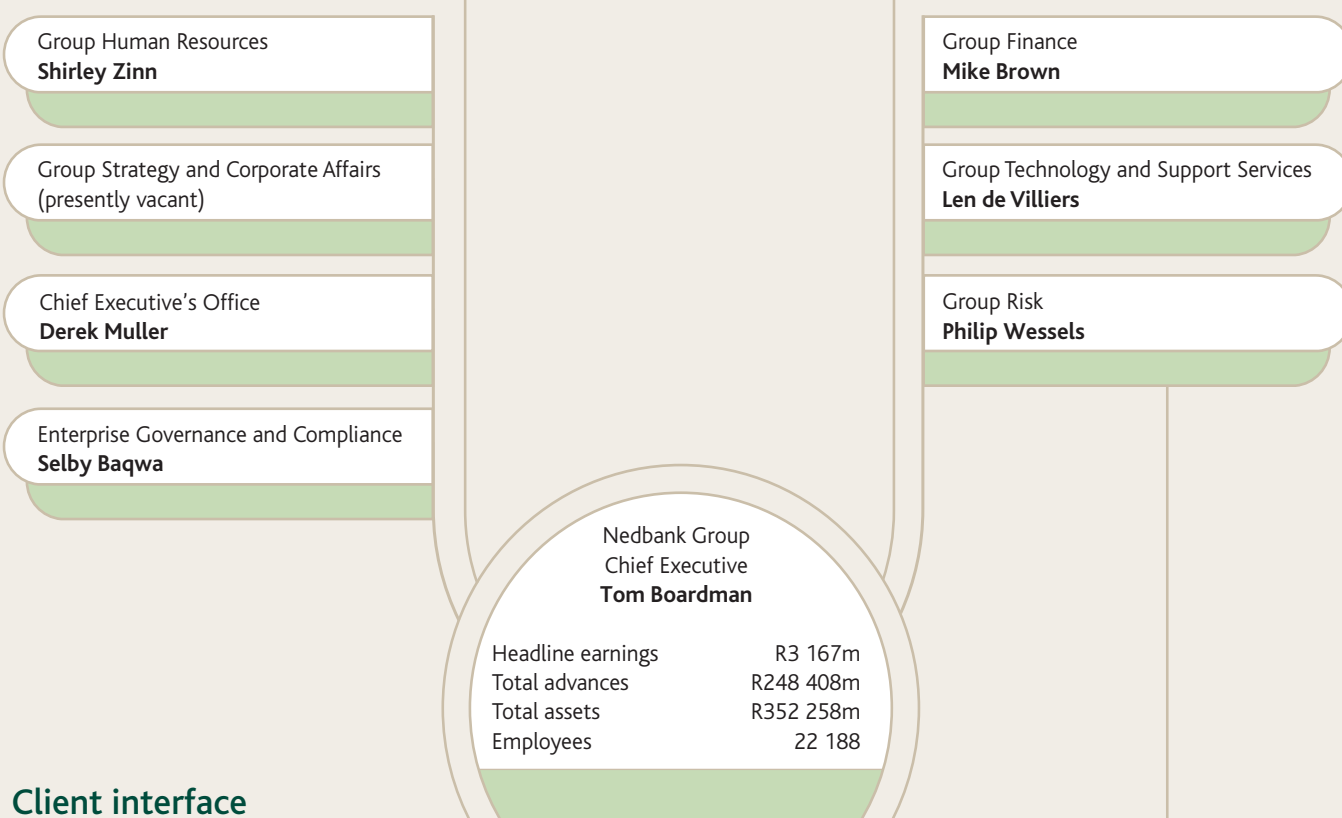 Group Human Resources
Shirley Zinn
Group Strategy and Corporate Affairs
(presently vacant)
Chief Executive’s Office
Derek Muller
Enterprise Governance and Compliance
Selby Baqwa
Group Finance
Mike Brown
Group Technology and Support Services
Len de Villiers
Group Risk
Philip Wessels
Nedbank Group
Chief Executive
Tom Boardman
Headline earnings R3 167m
Total advances R248 408m
Total assets R352 258m
Employees 22 188
Client interface